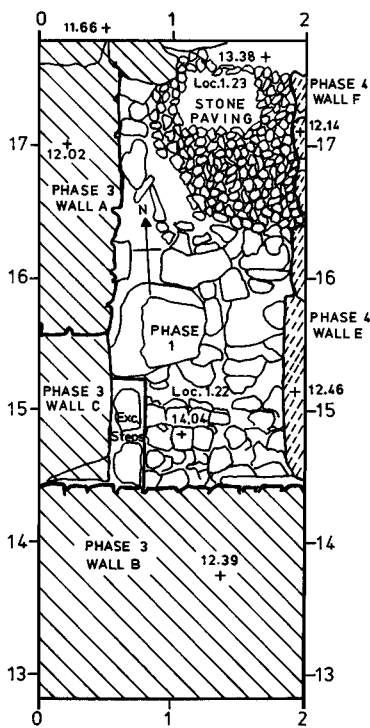 0 1 2
11.66 +
13.38 +
Loc.1.23
STONE
PAVING
PHASE 4
WALL F
+ 12.14
17 17
+
12.02
PHASE 3
WALL A
N
16 16
PHASE
1
PHASE 4
WALL E
PHASE 3
WALL C
Loc.1.22
12.46
+
15 15
Exc.
Steps
14.04
+
14 14
PHASE 3
WALL B
12.39
+
13 13
0 1 2